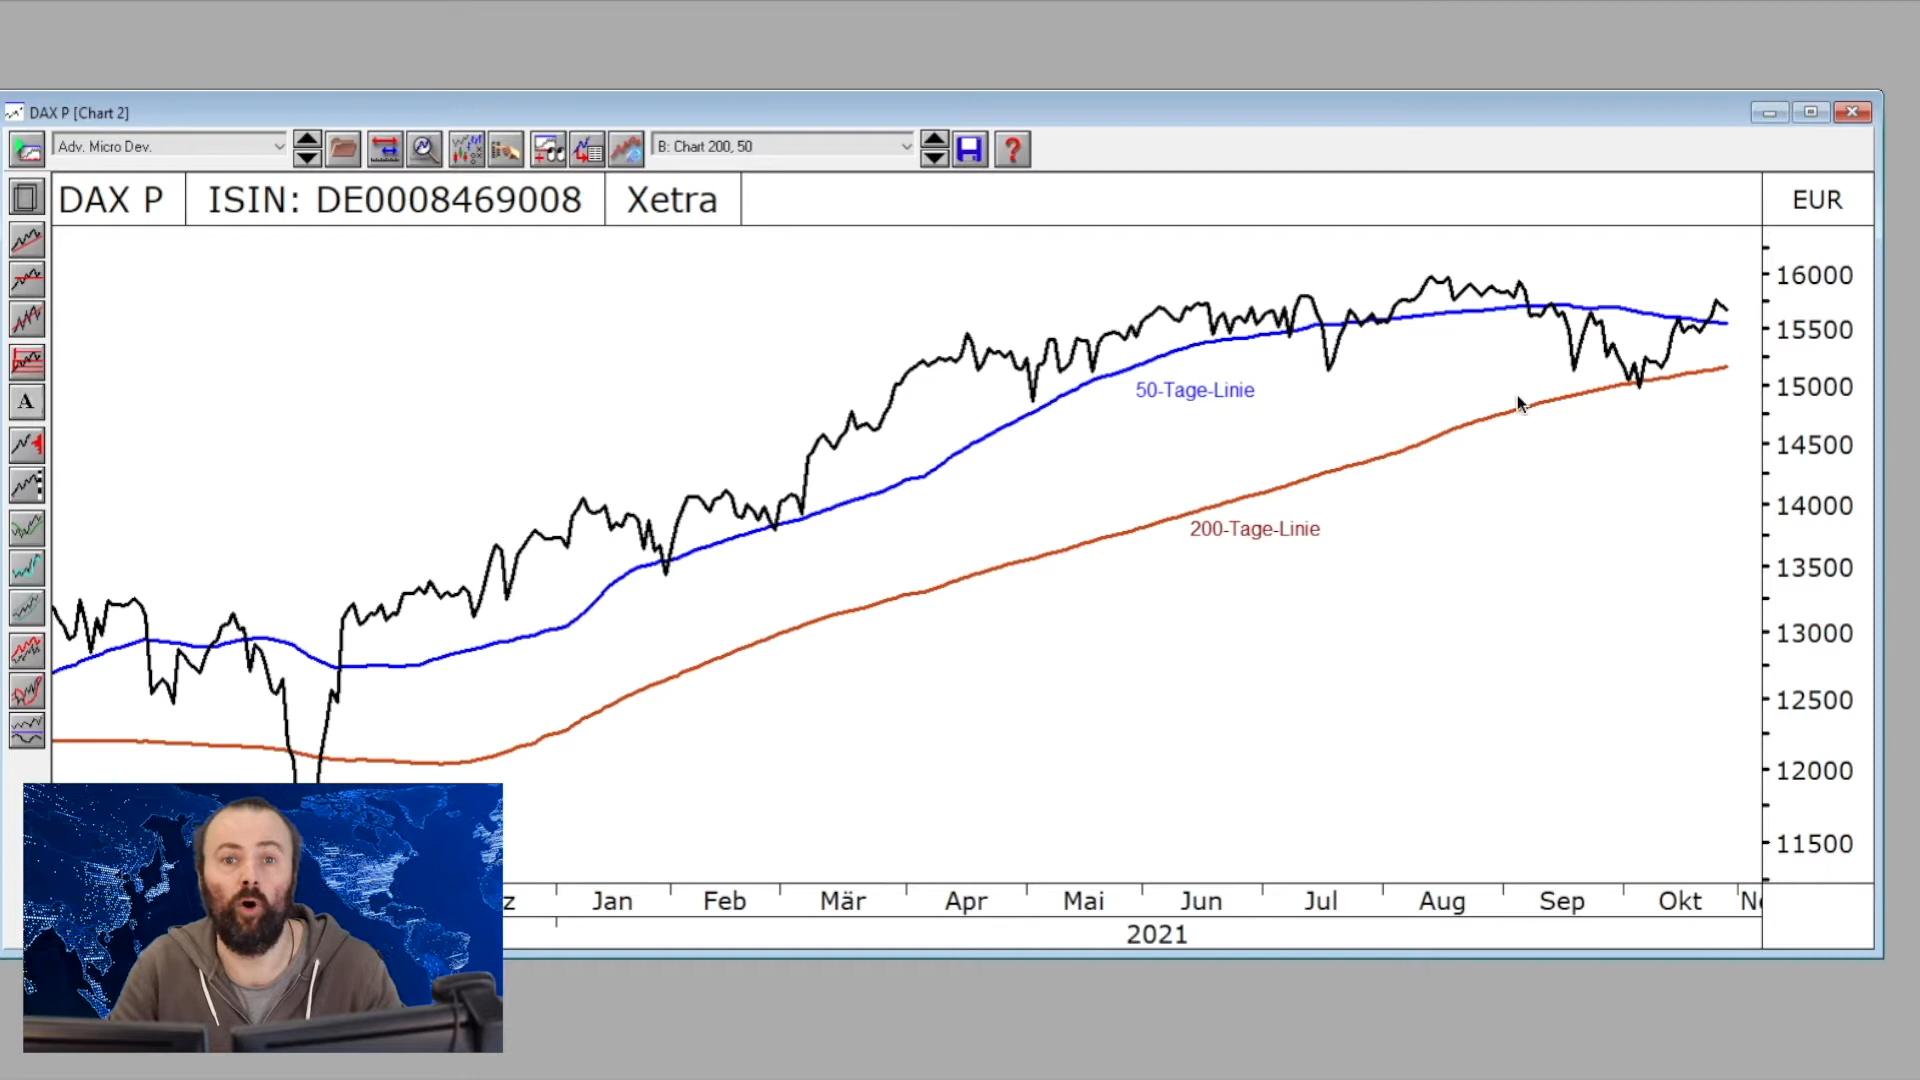 DAX P [Chart 2]
Adv. Micro Dev.
B: Chart 200, 50
?
DAX P ISIN: DE0008469008 Xetra EUR
A
16000
15500
15000
50-Tage-Linie
14500
14000
200-Tage-Linie
13500
13000
12500
12000
11500
z Jan Feb Mär Apr Mai Jun Jul Aug Sep Okt
2021